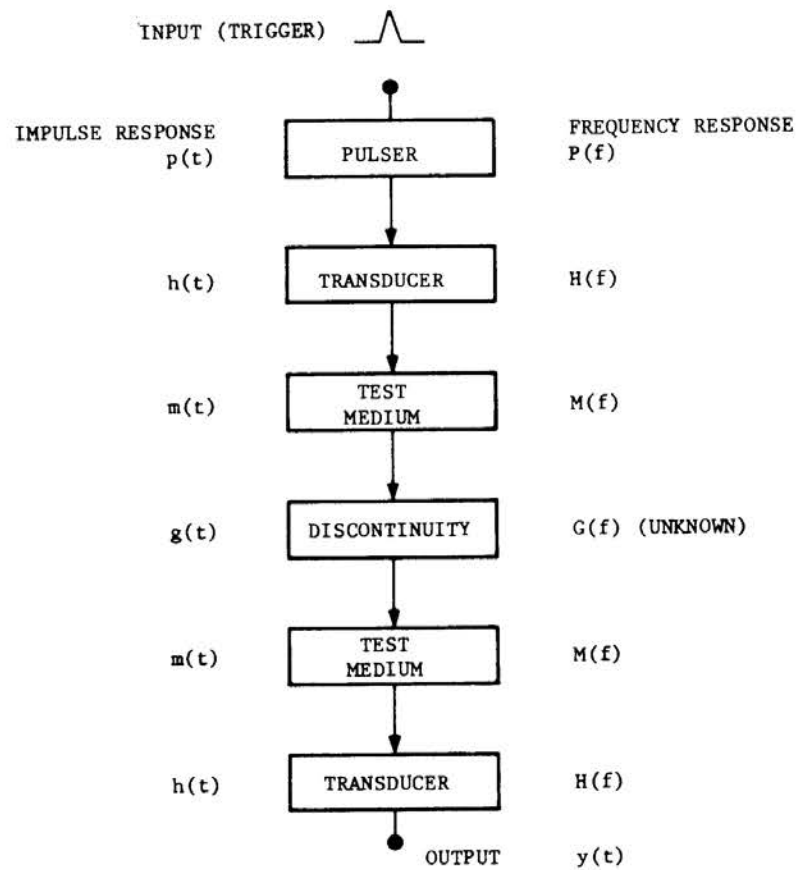 INPUT (TRIGGER)
IMPULSE RESPONSE
FREQUENCY RESPONSE
p(t)
PULSER
P(f)
h(t)
TRANSDUCER
H(f)
m(t)
TEST
MEDIUM
M(f)
g(t)
DISCONTINUITY
G(f) (UNKNOWN)
m(t)
TEST
MEDIUM
M(f)
h(t)
TRANSDUCER
H(f)
OUTPUT
y(t)